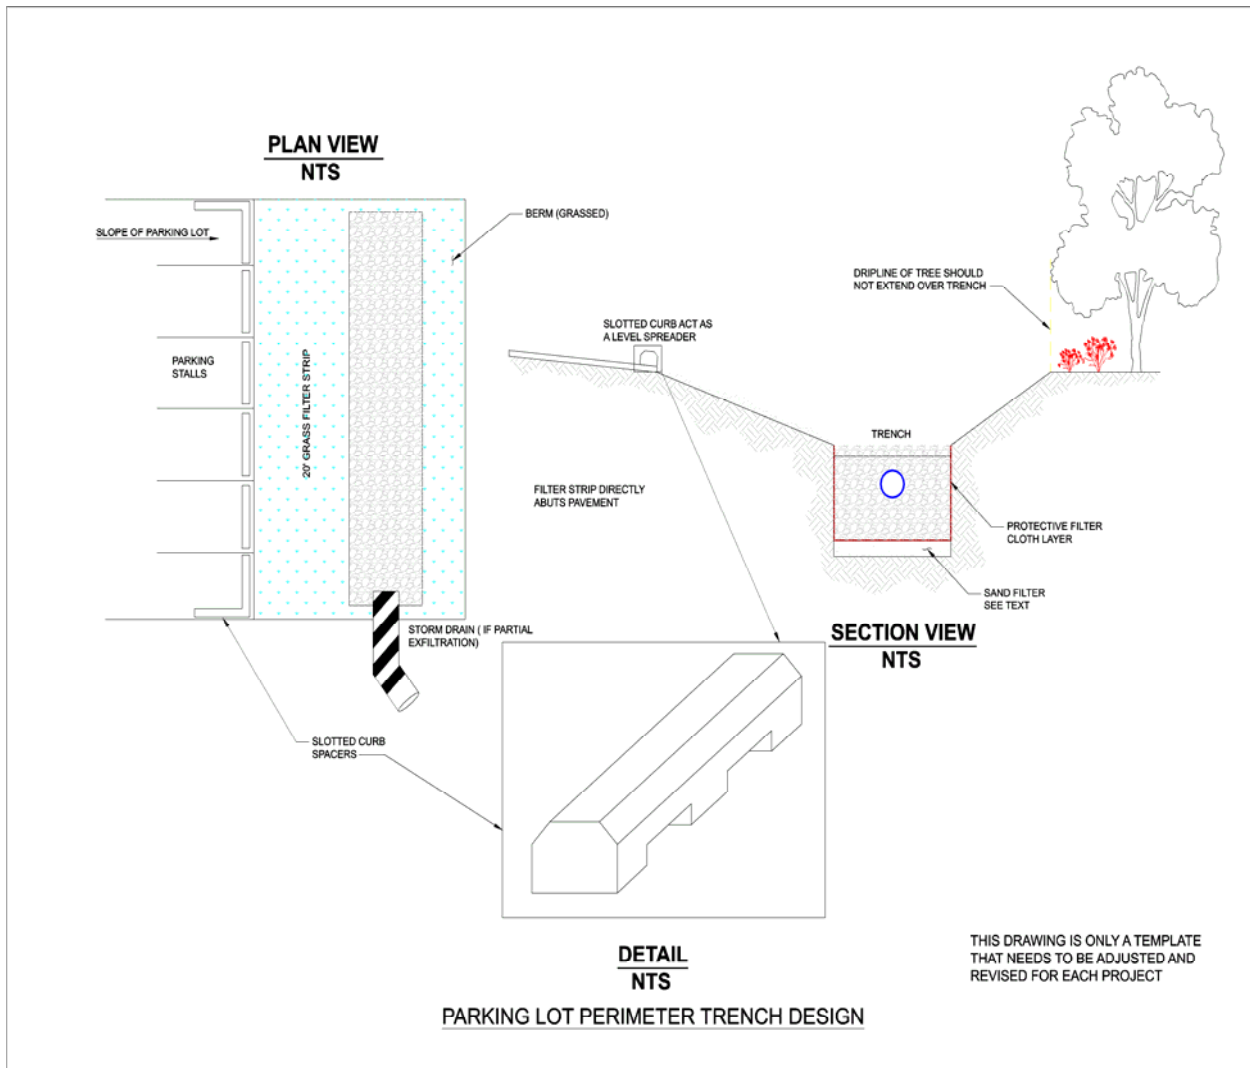 PLAN VIEW
NTS
SLOPE OF PARKING LOT
PARKING
STALLS
20' GRASS FILTER STRIP
BERM (GRASSED)
STORM DRAIN ( IF PARTIAL
EXFILTRATION)
SLOTTED CURB
SPACERS
SLOTTED CURB ACT AS
A LEVEL SPREADER
FILTER STRIP DIRECTLY
ABUTS PAVEMENT
DRIPLINE OF TREE SHOULD
NOT EXTEND OVER TRENCH
TRENCH
PROTECTIVE FILTER
CLOTH LAYER
SAND FILTER
SEE TEXT
SECTION VIEW
NTS
DETAIL
NTS
PARKING LOT PERIMETER TRENCH DESIGN
THIS DRAWING IS ONLY A TEMPLATE
THAT NEEDS TO BE ADJUSTED AND
REVISED FOR EACH PROJECT